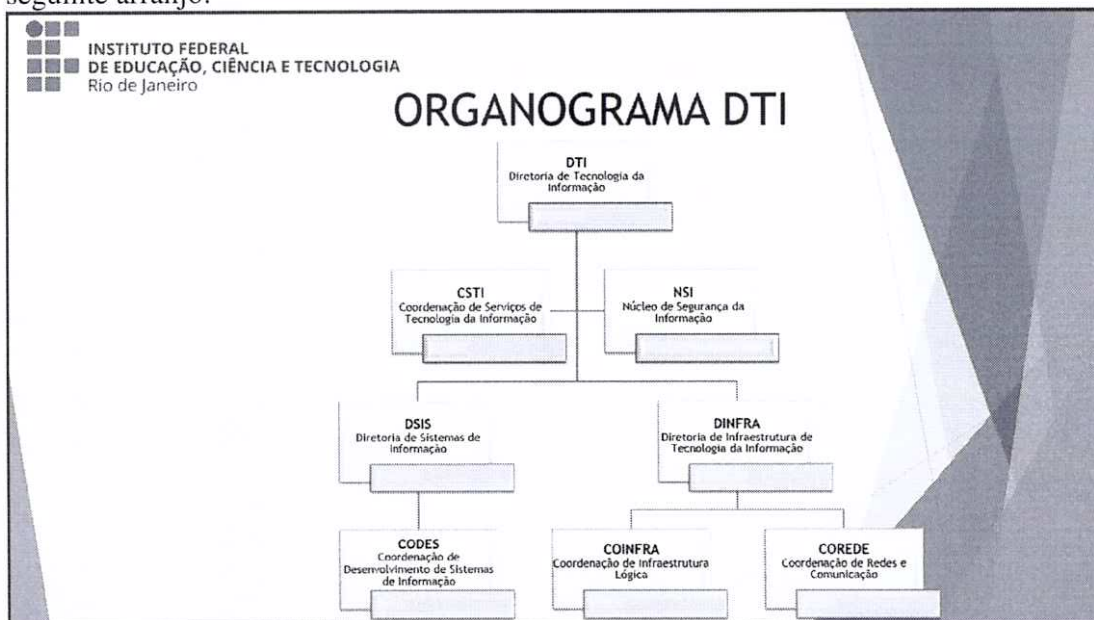 seguinte arranjo:
INSTITUTO FEDERAL
DE EDUCAÇÃO, CIÊNCIA E TECNOLOGIA
Rio de Janeiro
ORGANOGRAMA DTI
DTI
Diretoria de Tecnologia da
Informação
CSTI
Coordenação de Serviços de
Tecnologia da Informação
NSI
Núcleo de Segurança da
Informação
DSIS
Diretoria de Sistemas de
Informação
DINFRA
Diretoria de Infraestrutura de
Tecnologia da Informação
CODES
Coordenação de
Desenvolvimento de Sistemas
de Informação
COINFRA
Coordenação de Infraestrutura
Lógica
COREDE
Coordenação de Redes e
Comunicação